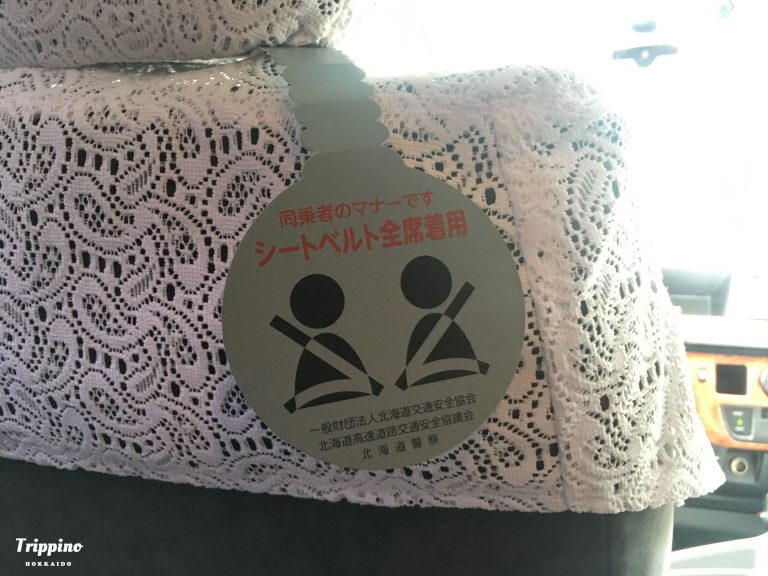 同乗者のマナーです
シートベルト全席着用
一般財団法人北海道交通安全協会
北海道高速道路交通安全協議会
北海道警察
Trippino
HOKKAIDO